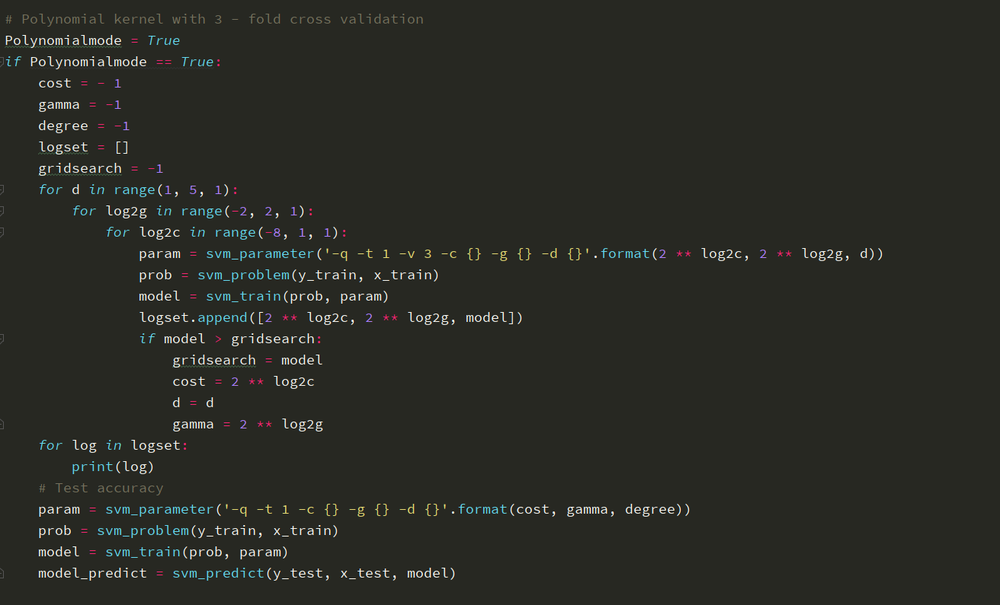 # Polynomial kernel with 3 - fold cross validation
Polynomialmode = True
if Polynomialmode == True:
    cost = - 1
    gamma = -1
    degree = -1
    logset = []
    gridsearch = -1
    for d in range(1, 5, 1):
        for log2g in range(-2, 2, 1):
            for log2c in range(-8, 1, 1):
                param = svm_parameter('-q -t 1 -v 3 -c {} -g {} -d {}'.format(2 ** log2c, 2 ** log2g, d))
                prob = svm_problem(y_train, x_train)
                model = svm_train(prob, param)
                logset.append([2 ** log2c, 2 ** log2g, model])
                if model > gridsearch:
                    gridsearch = model
                    cost = 2 ** log2c
                    d = d
                    gamma = 2 ** log2g
    for log in logset:
        print(log)
    # Test accuracy
    param = svm_parameter('-q -t 1 -c {} -g {} -d {}'.format(cost, gamma, degree))
    prob = svm_problem(y_train, x_train)
    model = svm_train(prob, param)
    model_predict = svm_predict(y_test, x_test, model)